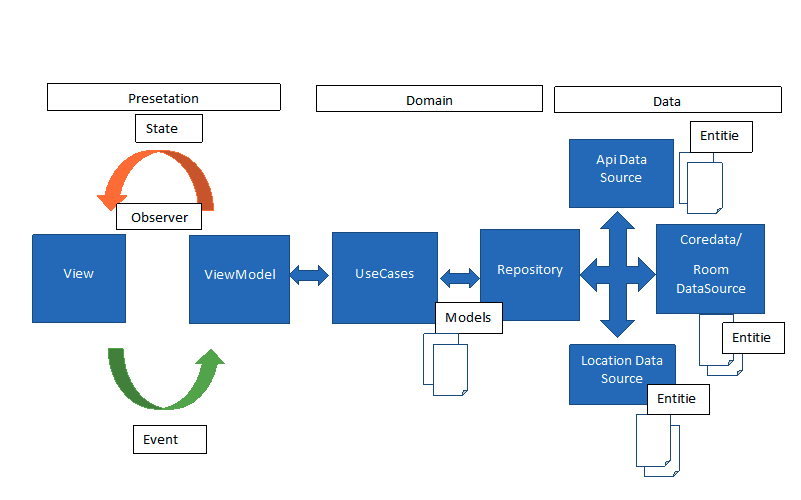 Presetation
Domain
Data
State
Entitie
Api Data
Source
Observer
View
ViewModel
UseCases
Repository
Coredata/
Room
DataSource
Models
Entitie
Location Data
Source
Entitie
Event